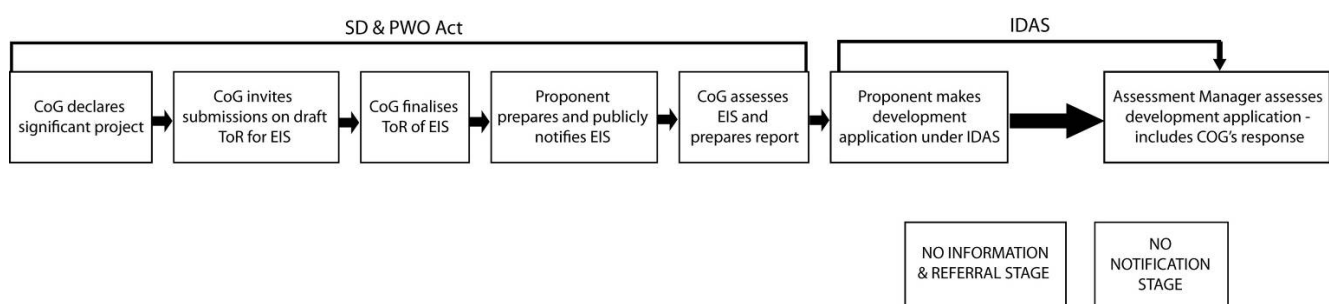 SD & PWO Act
IDAS
CoG declares
significant project
CoG invites
submissions on draft
ToR for EIS
CoG finalises
ToR of EIS
Proponent
prepares and publicly
notifies EIS
CoG assesses
EIS and
prepares report
Proponent makes
development
application under IDAS
Assessment Manager assesses
development application -
includes COG's response
NO INFORMATION
& REFERRAL STAGE
NO
NOTIFICATION
STAGE